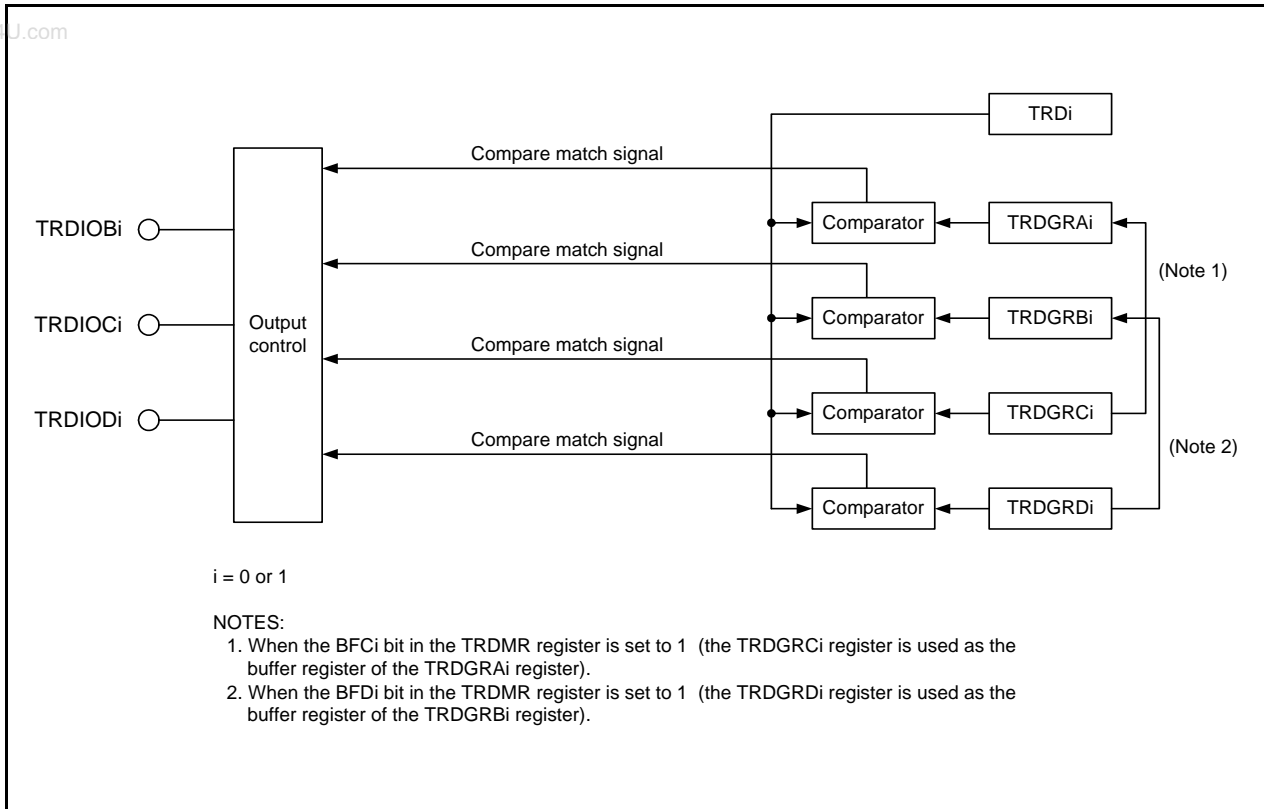 4U.com
TRDi
Compare match signal
Comparator
TRDGRAi
TRDIOBi
Compare match signal
(Note 1)
Comparator
TRDGRBi
TRDIOCi
Output
control
Compare match signal
Comparator
TRDGRCi
TRDIODi
Compare match signal
(Note 2)
Comparator
TRDGRDi
i = 0 or 1
NOTES:
1. When the BFCi bit in the TRDMR register is set to 1 (the TRDGRCi register is used as the
buffer register of the TRDGRAi register).
2. When the BFDi bit in the TRDMR register is set to 1 (the TRDGRDi register is used as the
buffer register of the TRDGRBi register).